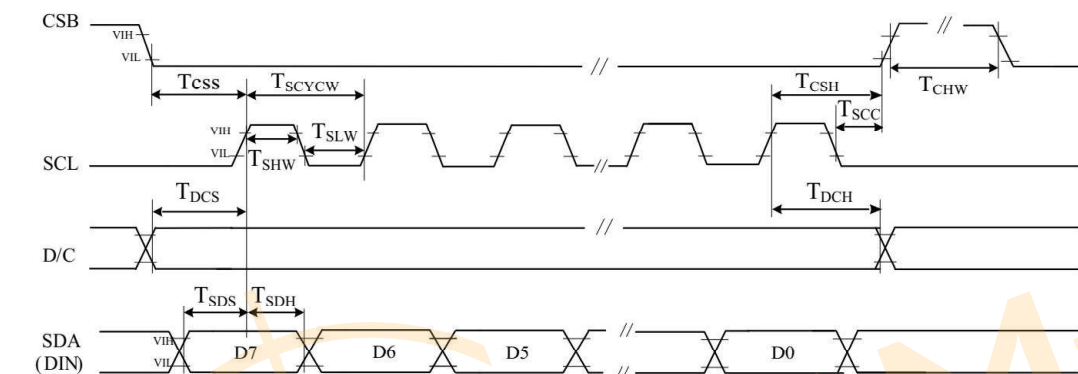 CSB
VIH
VIL
Tcss
TSCYCW
TCSH
TCHW
TSCC
SCL
VIH
VIL
TSHW
TSLW
TDCS
TDCH
D/C
TSDS
TSDH
SDA
(DIN)
VIH
VIL
D7
D6
D5
D0